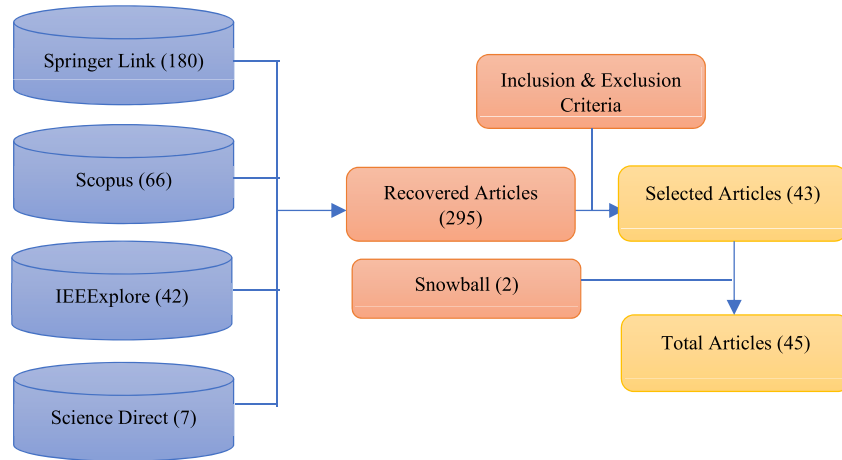 Springer Link (180)
Scopus (66)
IEEExplore (42)
Science Direct (7)
Inclusion & Exclusion
Criteria
Recovered Articles
(295)
Selected Articles (43)
Snowball (2)
Total Articles (45)